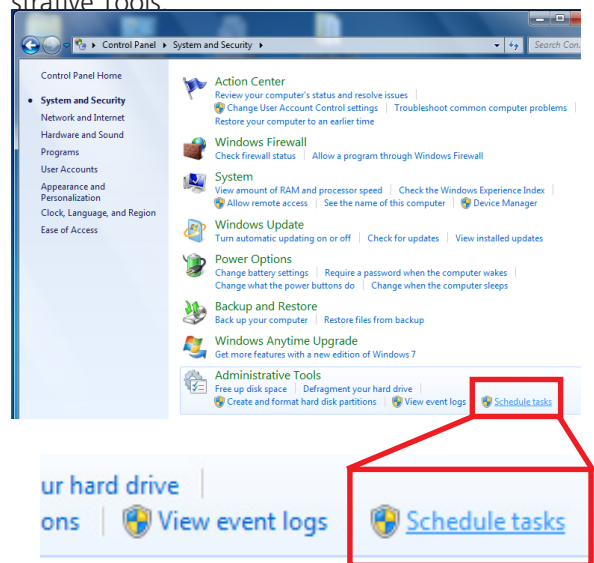 strative Tools.
Control Panel ▸ System and Security ▸
Search Con
Control Panel Home
System and Security
Network and Internet
Hardware and Sound
Programs
User Accounts
Appearance and
Personalization
Clock, Language, and Region
Ease of Access
Action Center
Review your computer's status and resolve issues
Change User Account Control settings | Troubleshoot common computer problems
Restore your computer to an earlier time
Windows Firewall
Check firewall status | Allow a program through Windows Firewall
System
View amount of RAM and processor speed | Check the Windows Experience Index
Allow remote access | See the name of this computer | Device Manager
Windows Update
Turn automatic updating on or off | Check for updates | View installed updates
Power Options
Change battery settings | Require a password when the computer wakes
Change what the power buttons do | Change when the computer sleeps
Backup and Restore
Back up your computer | Restore files from backup
Windows Anytime Upgrade
Get more features with a new edition of Windows 7
Administrative Tools
Free up disk space | Defragment your hard drive
Create and format hard disk partitions | View event logs | Schedule tasks
ur hard drive
ons | View event logs Schedule tasks